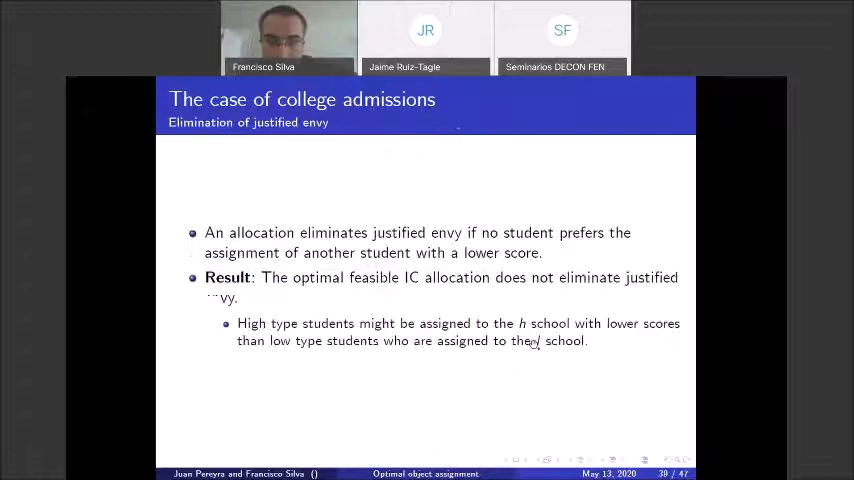 JR
SF
Francisco Silva
Jaime Ruiz-Tagle
Seminarios DECON FEN
The case of college admissions
Elimination of justified envy
An allocation eliminates justified envy if no student prefers the
assignment of another student with a lower score.
Result: The optimal feasible IC allocation does not eliminate justified
High type students might be assigned to the h school with lower scores
than low type students who are assigned to the l school.
Juan Pereyra and Francisco Silva ()
Optimal object assignment
May 13, 2020
39 / 47